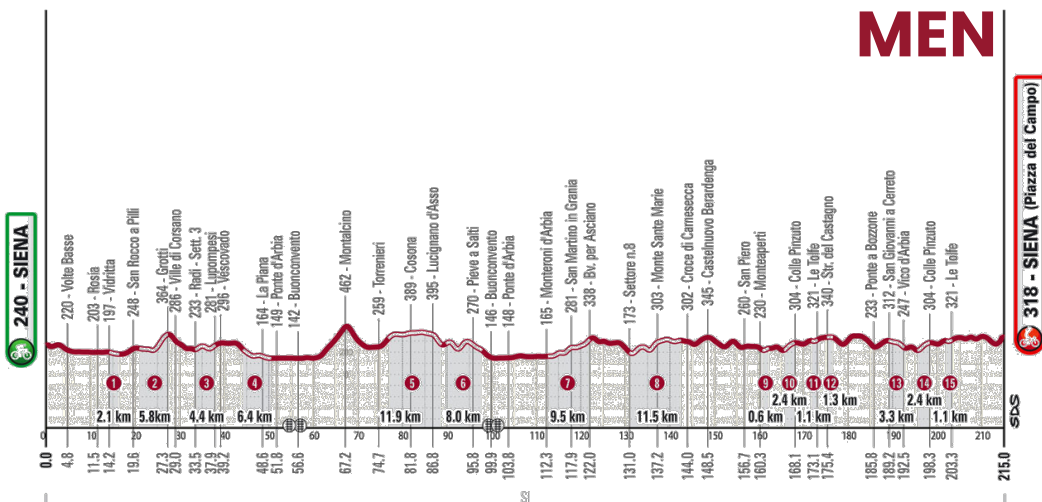 MEN
240 - SIENA
220 - Volte Basse
203 - Rosia
197 - Vidritta
248 - San Rocco a Pilli
364 - Grotti
286 - Ville di Corsano
233 - Radi - Sett. 3
281 - Lupompesi
296 - Vescovado
164 - La Piana
149 - Ponte d'Arbia
142 - Buonconvento
462 - Montalcino
259 - Torrenieri
389 - Cosona
395 - Lucignano d'Asso
270 - Pieve a Salti
146 - Buonconvento
148 - Ponte d'Arbia
165 - Monteroni d'Arbia
281 - San Martino in Grania
338 - Bv. per Asciano
173 - Settore n.8
303 - Monte Sante Marie
302 - Croce di Carnesecca
345 - Castelnuovo Berardenga
260 - San Piero
230 - Monteaperti
304 - Colle Pinzuto
321 - Le Tolfe
340 - Str. del Castagno
233 - Ponte a Bozzone
312 - San Giovanni a Cerreto
247 - Vico d'Arbia
304 - Colle Pinzuto
321 - Le Tolfe
318 - SIENA (Piazza del Campo)
1 2 3 4 5 6 7 8 9 10 11 12 13 14 15
2.4 km 1.3 km 2.4 km
2.1 km 5.8km 4.4 km 6.4 km 11.9 km 8.0 km 9.5 km 11.5 km 0.6 km 1.1 km 3.3 km 1.1 km
SDS
0 10 20 30 40 50 60 70 80 90 100 110 120 130 140 150 160 170 180 190 200 210
0.0 4.8 11.5 14.2 19.6 27.3 29.0 33.5 37.9 39.2 48.6 51.8 56.6 67.2 74.7 81.8 86.8 95.8 99.9 103.8 112.3 117.9 122.0 131.0 137.2 144.0 148.5 156.7 160.3 168.1 173.1 175.4 185.8 189.2 192.5 198.3 203.3 215.0